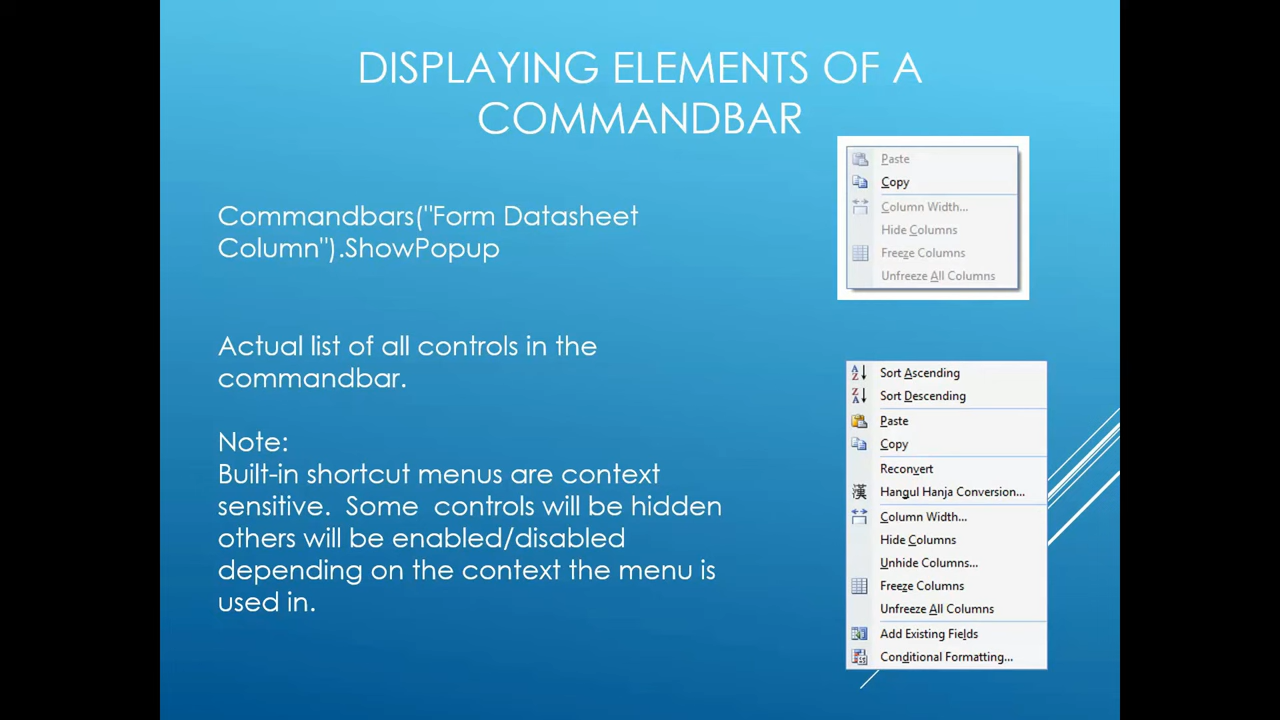 DISPLAYING ELEMENTS OF A
COMMANDBAR
Commandbars("Form Datasheet
Column").ShowPopup
Paste
Copy
Column Width...
Hide Columns
Freeze Columns
Unfreeze All Columns
Actual list of all controls in the
commandbar.
Note:
Built-in shortcut menus are context
sensitive.  Some  controls will be hidden
others will be enabled/disabled
depending on the context the menu is
used in.
Sort Ascending
Sort Descending
Paste
Copy
Reconvert
漢 Hangul Hanja Conversion...
Column Width...
Hide Columns
Unhide Columns...
Freeze Columns
Unfreeze All Columns
Add Existing Fields
Conditional Formatting...